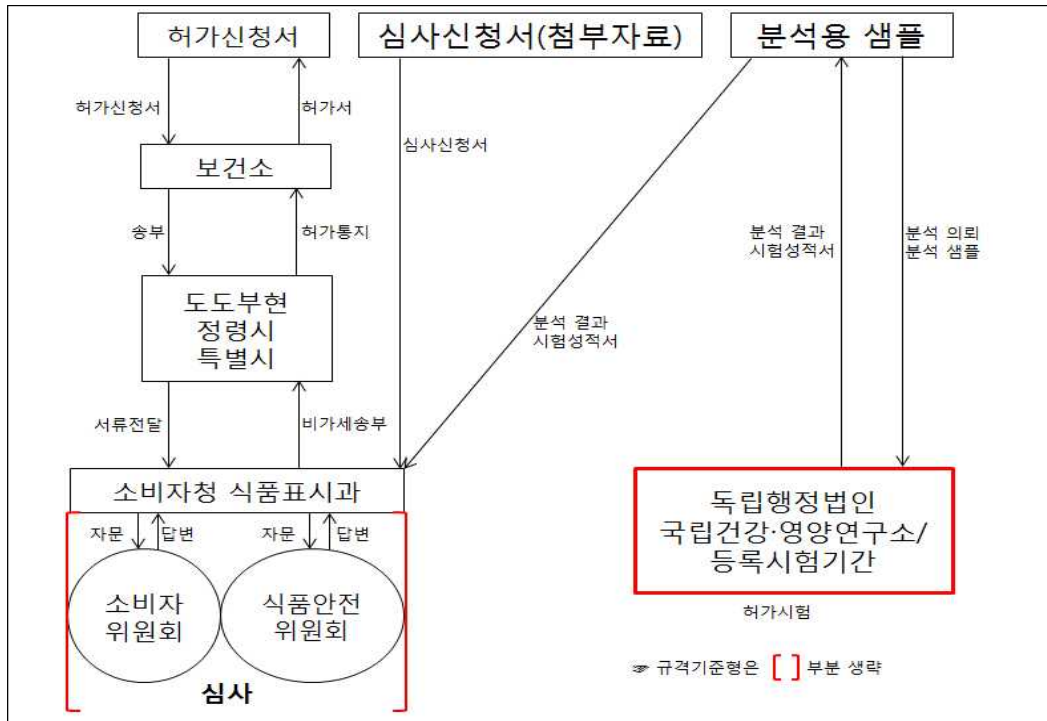 허가신청서
심사신청서(첨부자료)
분석용 샘플
허가신청서
허가서
심사신청서
보건소
송부
허가통지
분석 결과
시험성적서
분석 의뢰
분석 샘플
도도부현
정령시
특별시
분석 결과
시험성적서
서류전달
비가세송부
소비자청 식품표시과
독립행정법인
국립건강·영양연구소/
등록시험기간
자문
답변
자문
답변
소비자
위원회
식품안전
위원회
허가시험
심사
☞ 규격기준형은 [ ] 부분 생략